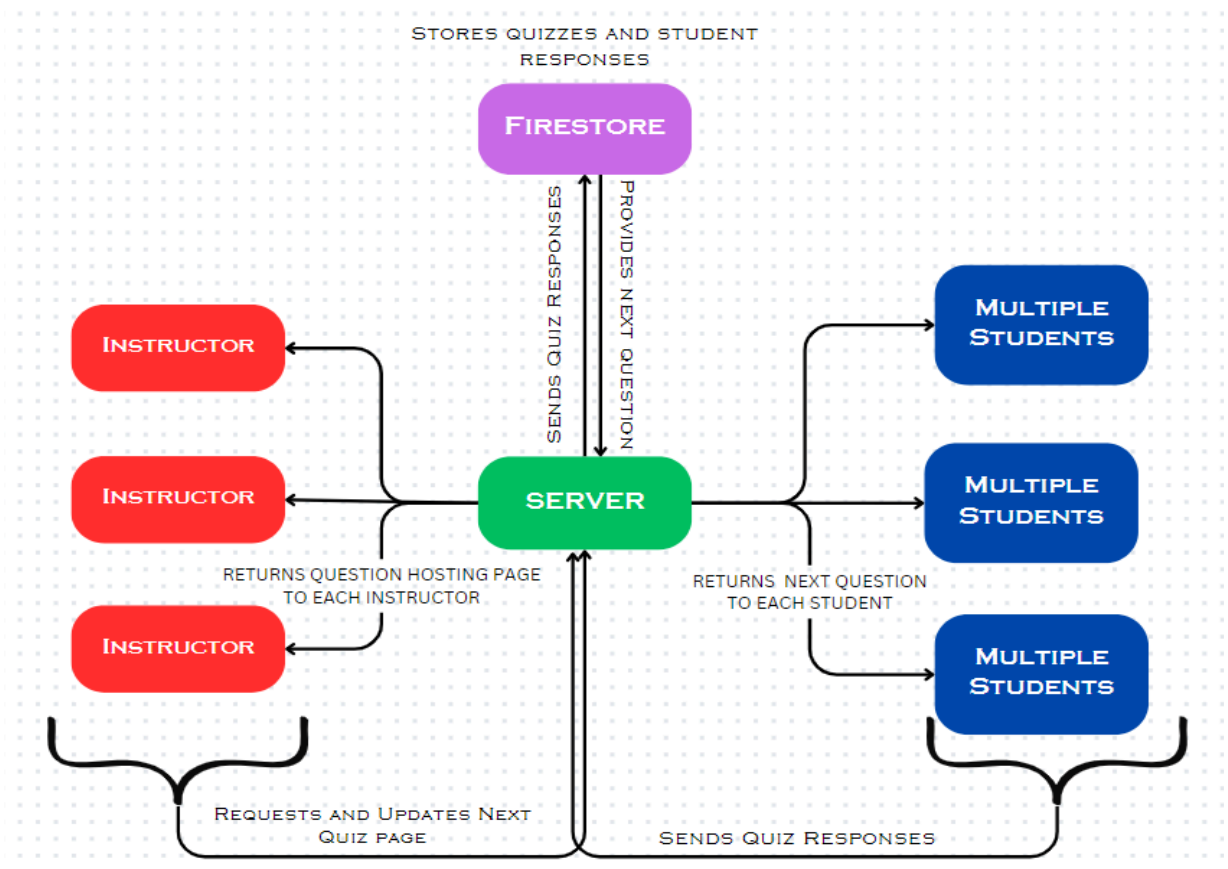 Stores quizzes and student
responses
Firestore
Sends Quiz Responses
Provides next question
Instructor
Multiple
Students
Instructor
server
Multiple
Students
RETURNS QUESTION HOSTING PAGE
TO EACH INSTRUCTOR
RETURNS NEXT QUESTION
TO EACH STUDENT
Instructor
Multiple
Students
Requests and Updates Next
Quiz page
Sends Quiz Responses